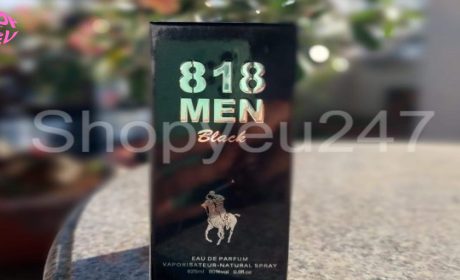 818
MEN
Black
Shopyeu247
EAU DE PARFUM
VAPORISATEUR-NATURAL SPRAY